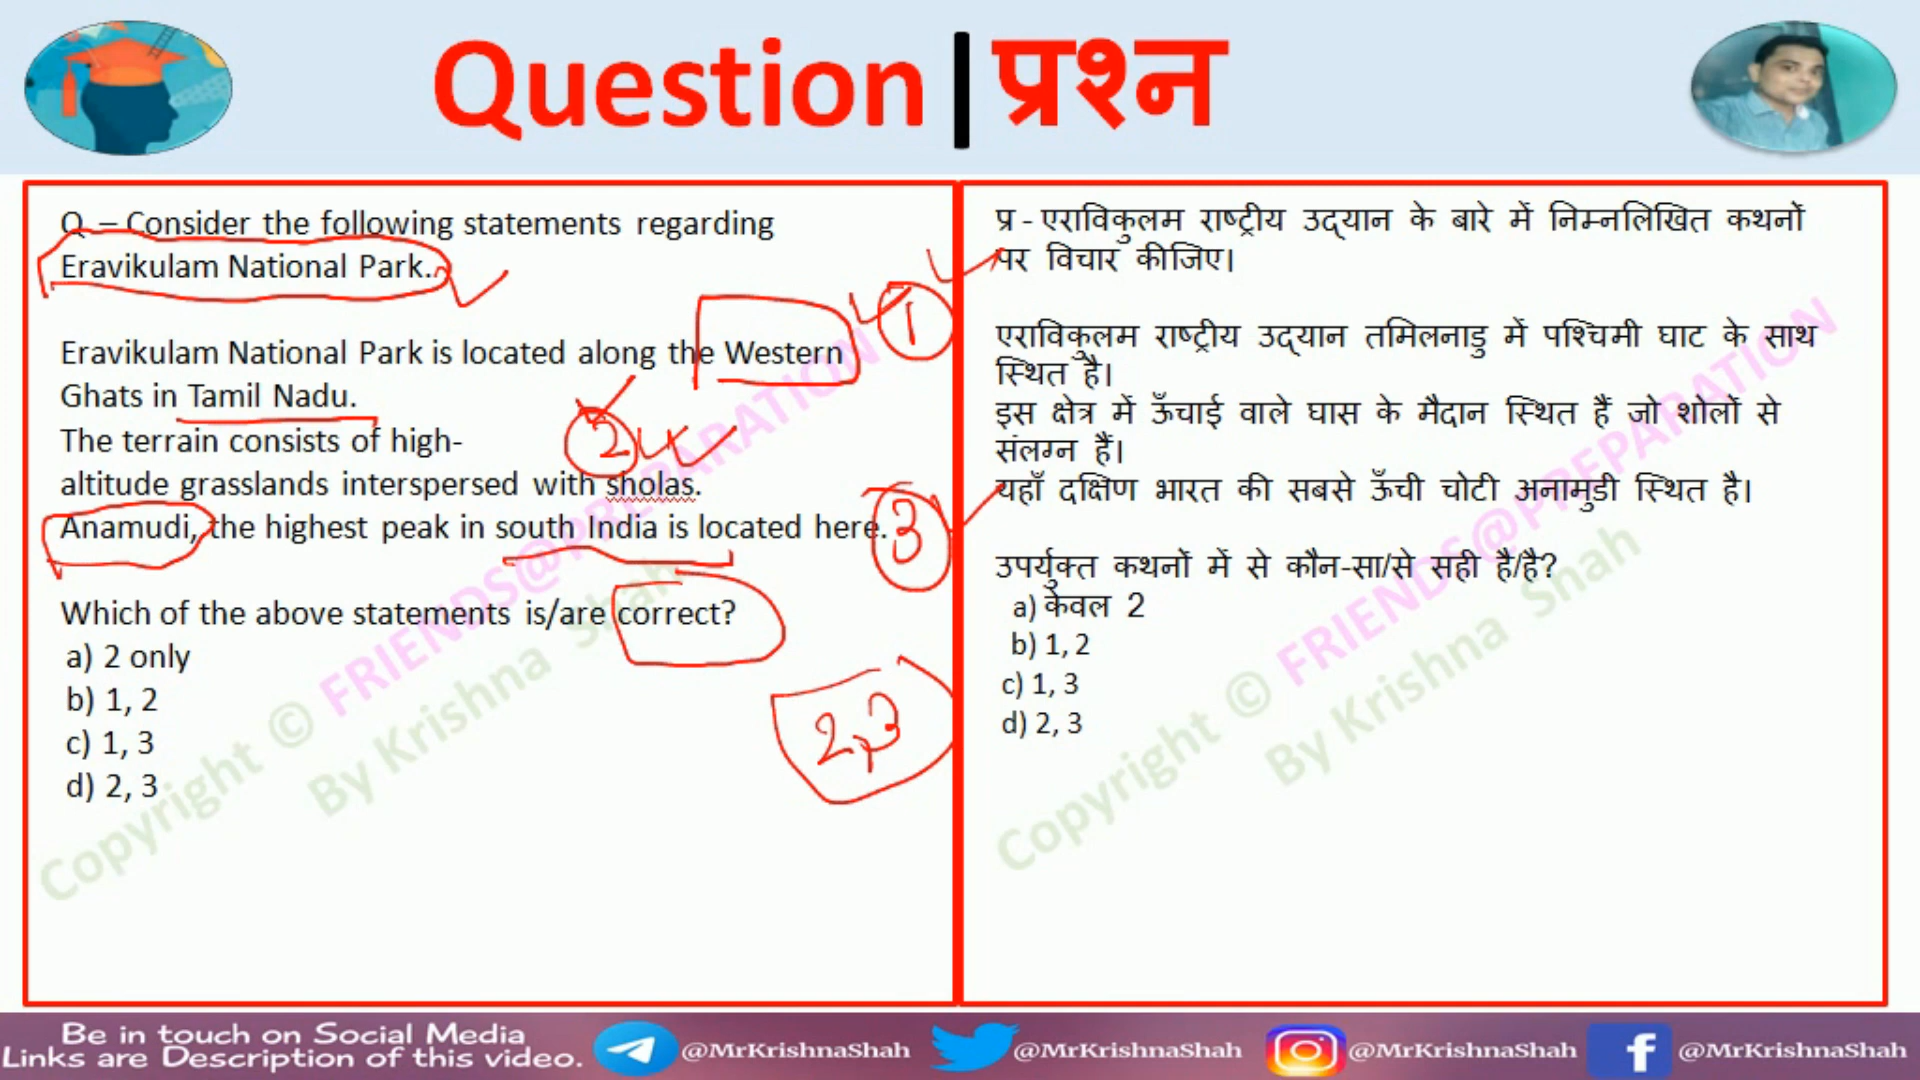 Question|प्रश्न
Q – Consider the following statements regarding
Eravikulam National Park.
Eravikulam National Park is located along the Western
Ghats in Tamil Nadu.
The terrain consists of high-
altitude grasslands interspersed with sholas.
Anamudi, the highest peak in south India is located here.
Which of the above statements is/are correct?
a) 2 only
b) 1, 2
c) 1, 3
d) 2, 3
1
2
3
2,3
Copyright © FRIENDS@PREPARATION
By Krishna Shah
प्र - एराविकुलम राष्ट्रीय उद्यान के बारे में निम्नलिखित कथनों
पर विचार कीजिए।
एराविकुलम राष्ट्रीय उद्यान तमिलनाडु में पश्चिमी घाट के साथ
स्थित है।
इस क्षेत्र में ऊँचाई वाले घास के मैदान स्थित हैं जो शोलों से
संलग्न हैं।
यहाँ दक्षिण भारत की सबसे ऊँची चोटी अनामुडी स्थित है।
उपर्युक्त कथनों में से कौन-सा/से सही है/है?
a) केवल 2
b) 1, 2
c) 1, 3
d) 2, 3
Copyright © FRIENDS@PREPARATION
By Krishna Shah
Be in touch on Social Media
Links are Description of this video.
@MrKrishnaShah
@MrKrishnaShah
@MrKrishnaShah
@MrKrishnaShah